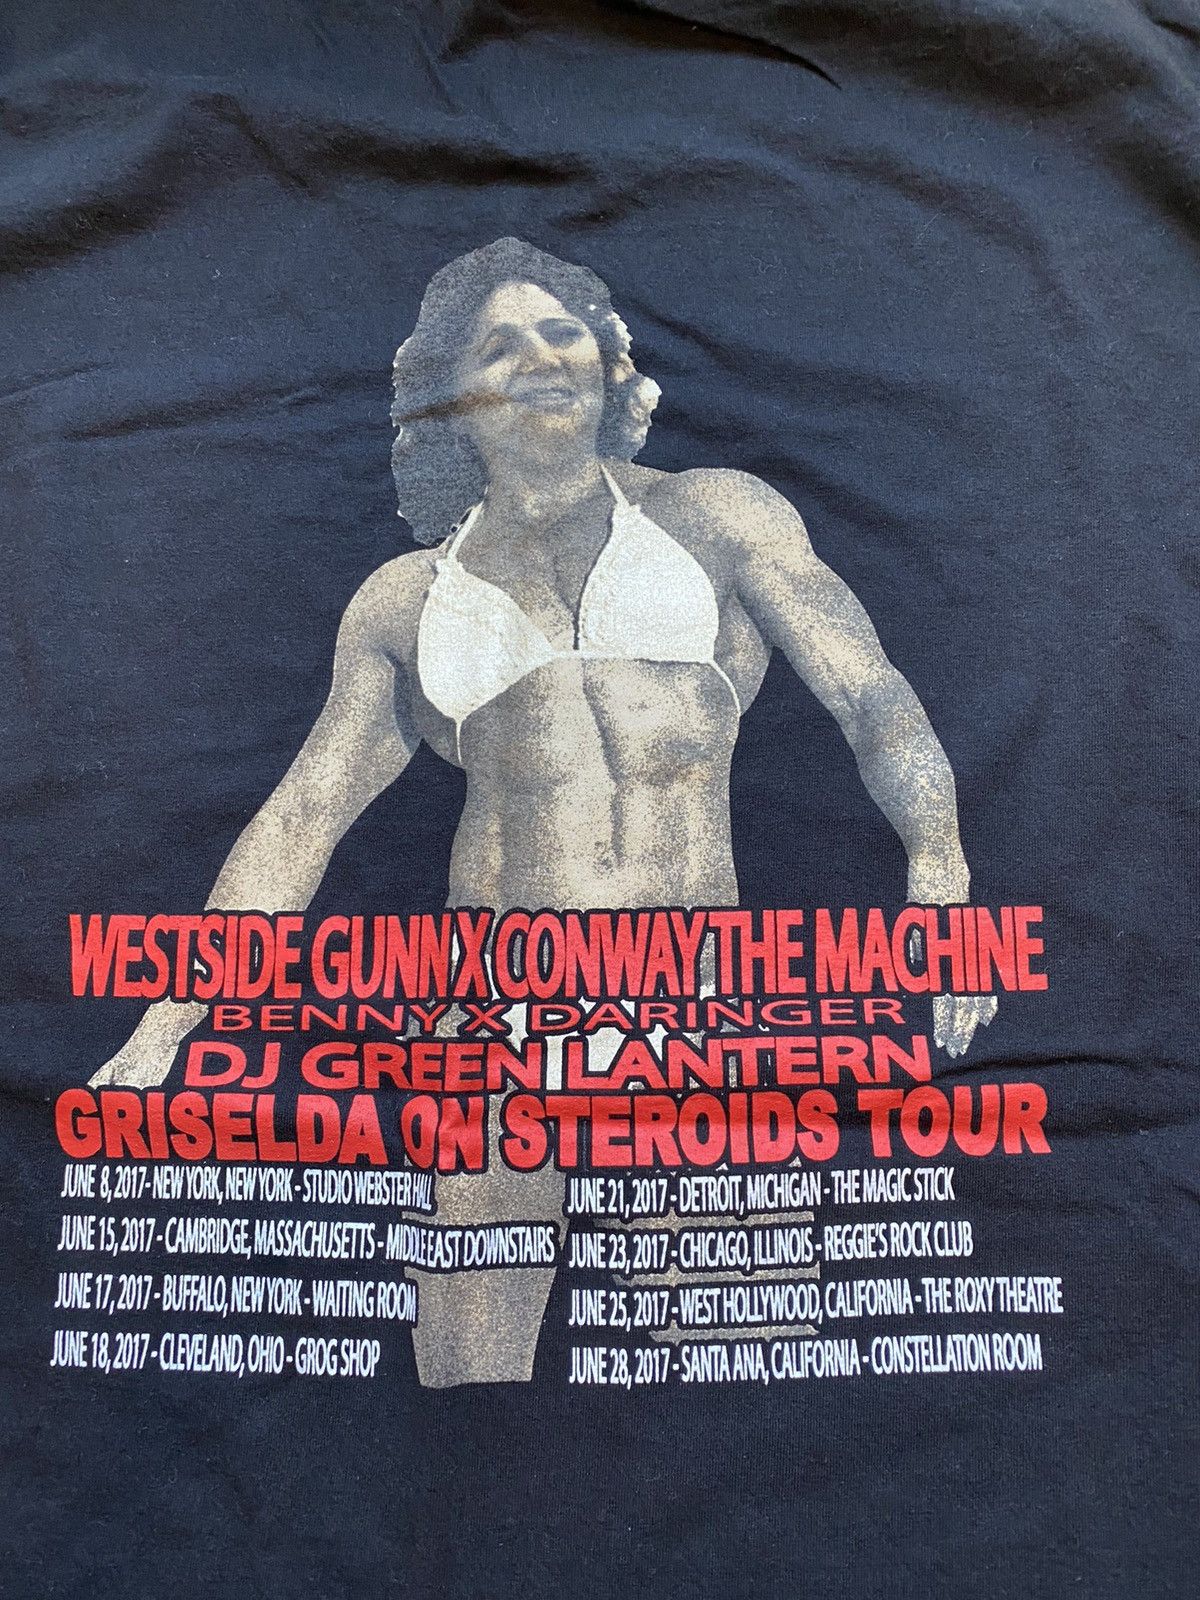 WESTSIDE GUNN X CONWAY THE MACHINE
BENNY X DARINGER
DJ GREEN LANTERN
GRISELDA ON STEROIDS TOUR
JUNE 8, 2017 - NEW YORK, NEW YORK - STUDIO WEBSTER HALL
JUNE 15, 2017 - CAMBRIDGE, MASSACHUSETTS - MIDDLE EAST DOWNSTAIRS
JUNE 17, 2017 - BUFFALO, NEW YORK - WAITING ROOM
JUNE 18, 2017 - CLEVELAND, OHIO - GROG SHOP
JUNE 21, 2017 - DETROIT, MICHIGAN - THE MAGIC STICK
JUNE 23, 2017 - CHICAGO, ILLINOIS - REGGIE'S ROCK CLUB
JUNE 25, 2017 - WEST HOLLYWOOD, CALIFORNIA - THE ROXY THEATRE
JUNE 28, 2017 - SANTA ANA, CALIFORNIA - CONSTELLATION ROOM